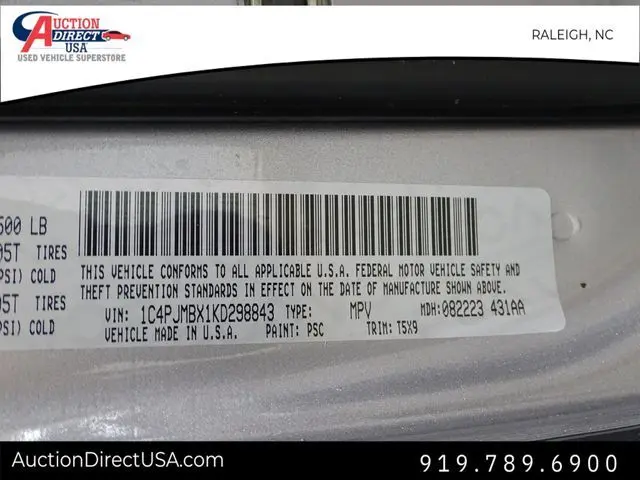 AUCTION
DIRECT
USA
USED VEHICLE SUPERSTORE
RALEIGH, NC
500 LB
05T TIRES
PSI) COLD
05T TIRES
PSI) COLD
THIS VEHICLE CONFORMS TO ALL APPLICABLE U.S.A. FEDERAL MOTOR VEHICLE SAFETY AND
THEFT PREVENTION STANDARDS IN EFFECT ON THE DATE OF MANUFACTURE SHOWN ABOVE.
VIN: 1C4PJMBX1KD298843 TYPE: MPV MDH: 082223 431AA
VEHICLE MADE IN U.S.A. PAINT: PSC TRIM: T5X9
AuctionDirectUSA.com
919.789.6900